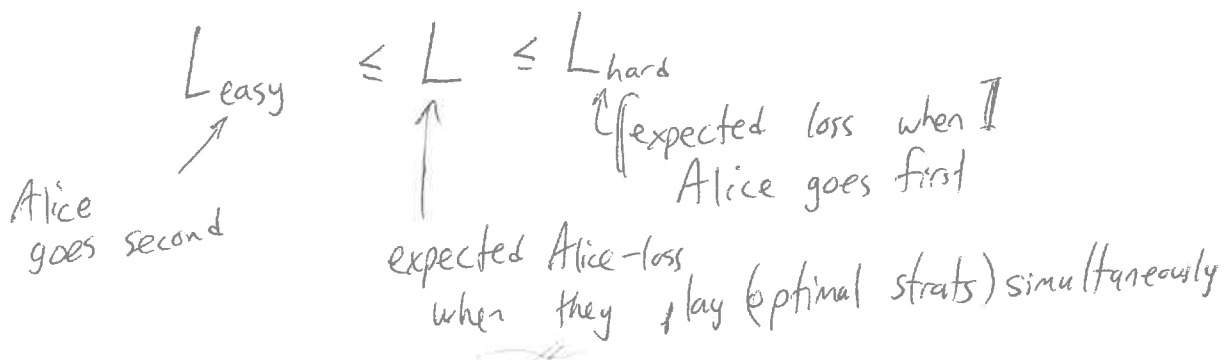 L_easy ≤ L ≤ L_hard
[expected loss when]
Alice goes first
Alice
goes second
expected Alice-loss
when they play (optimal strats) simultaneously